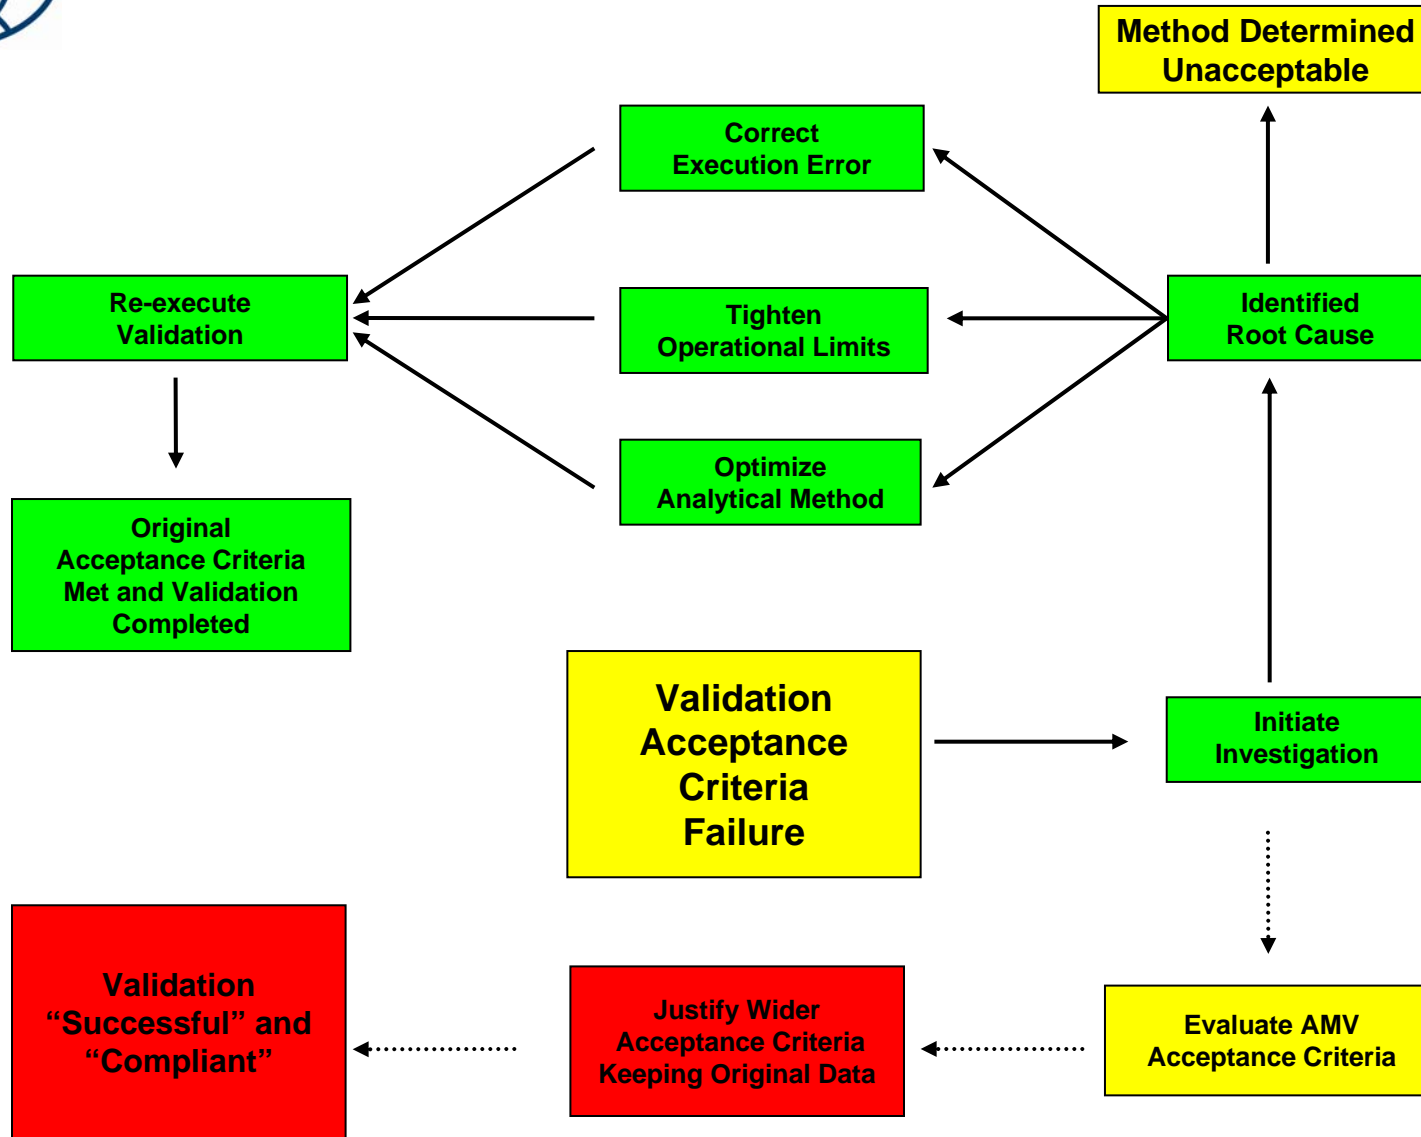 Method Determined
Unacceptable
Correct
Execution Error
Re-execute
Validation
Tighten
Operational Limits
Identified
Root Cause
Optimize
Analytical Method
Original
Acceptance Criteria
Met and Validation
Completed
Validation
Acceptance
Criteria
Failure
Initiate
Investigation
Validation
“Successful” and
“Compliant”
Justify Wider
Acceptance Criteria
Keeping Original Data
Evaluate AMV
Acceptance Criteria